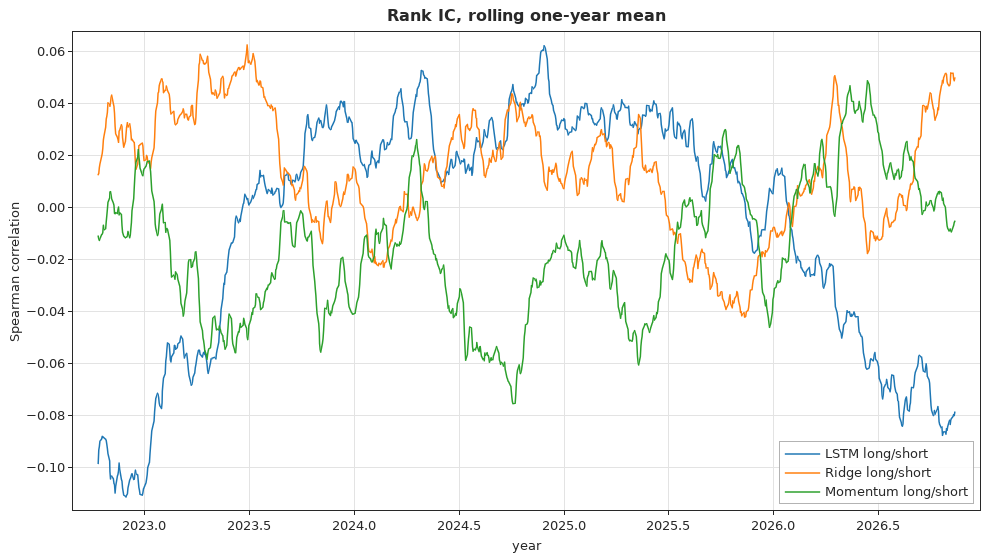 Rank IC, rolling one-year mean
Spearman correlation
0.06
0.04
0.02
0.00
−0.02
−0.04
−0.06
−0.08
−0.10
2023.0
2023.5
2024.0
2024.5
2025.0
2025.5
2026.0
2026.5
year
LSTM long/short
Ridge long/short
Momentum long/short